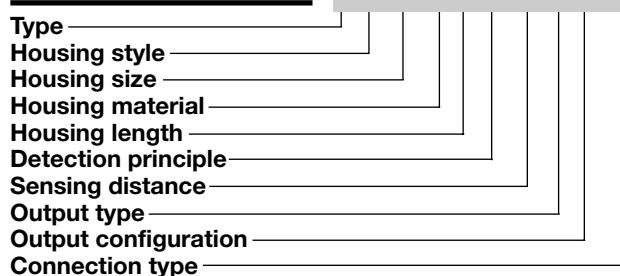 Type
Housing style
Housing size
Housing material
Housing length
Detection principle
Sensing distance
Output type
Output configuration
Connection type